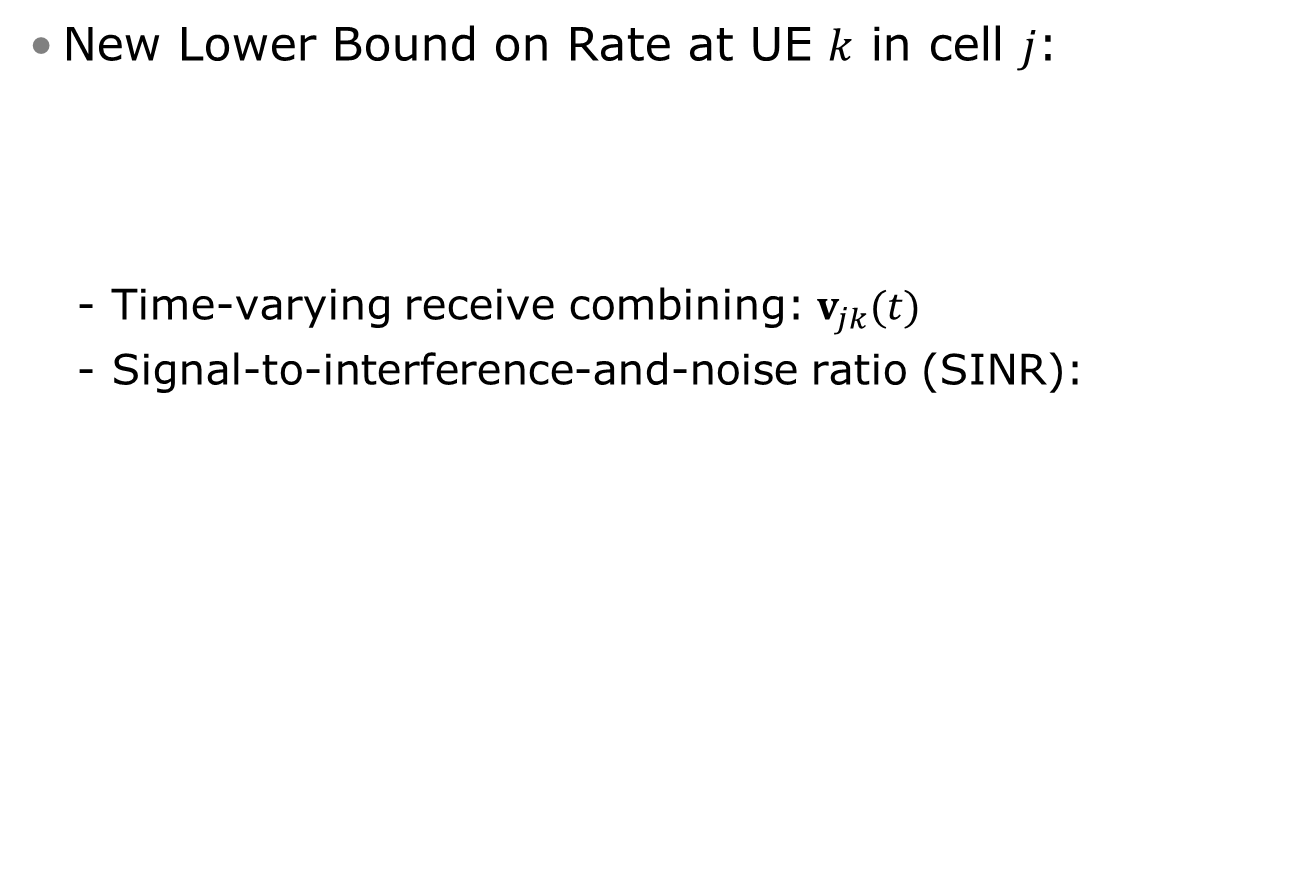 • New Lower Bound on Rate at UE 𝑘 in cell 𝑗:
- Time-varying receive combining: 𝐯𝑗𝑘(𝑡)
- Signal-to-interference-and-noise ratio (SINR):